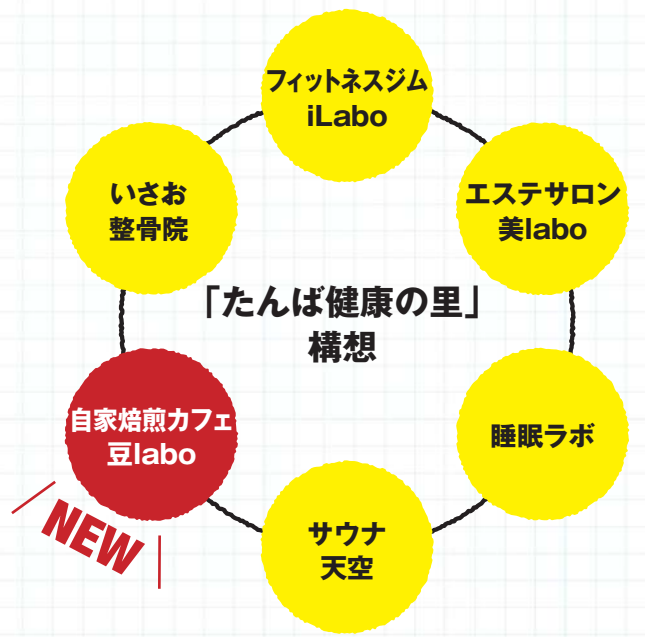 フィットネスジム
iLabo
いさお
整骨院
エステサロン
美labo
「たんば健康の里」
構想
自家焙煎カフェ
豆labo
睡眠ラボ
NEW
サウナ
天空